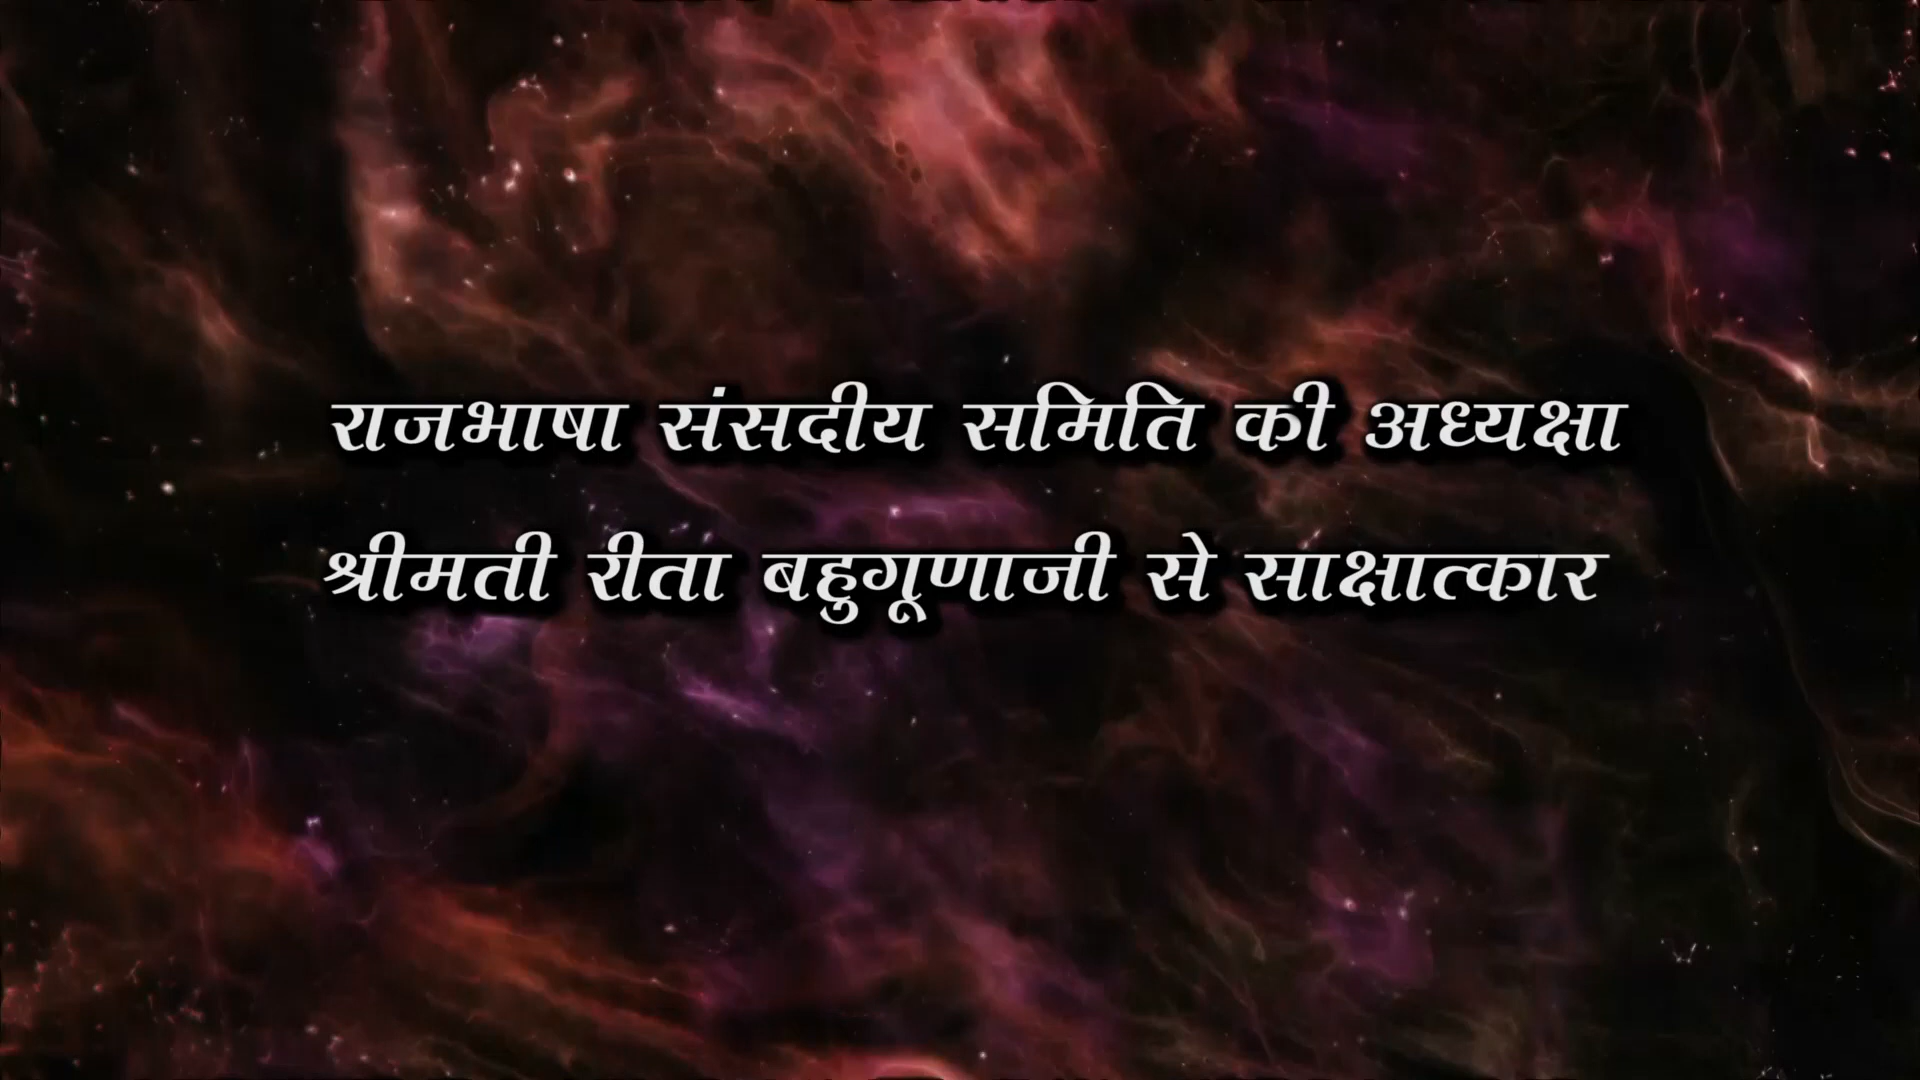 राजभाषा संसदीय समिति की अध्यक्षा
श्रीमती रीता बहुगूणाजी से साक्षात्कार